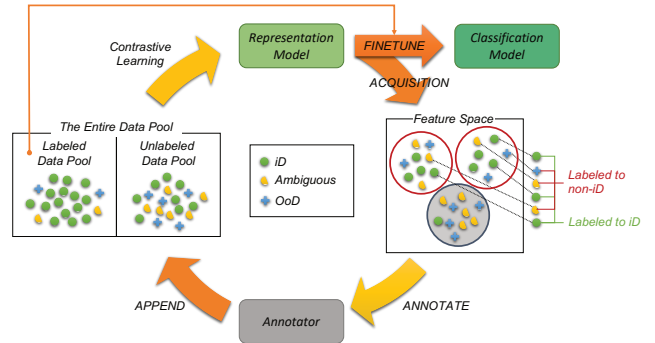 Contrastive
Learning
Representation
Model
FINETUNE
Classification
Model
ACQUISITION
The Entire Data Pool
Labeled
Data Pool
Unlabeled
Data Pool
iD
Ambiguous
OoD
Feature Space
Labeled to
non-iD
Labeled to iD
APPEND
Annotator
ANNOTATE